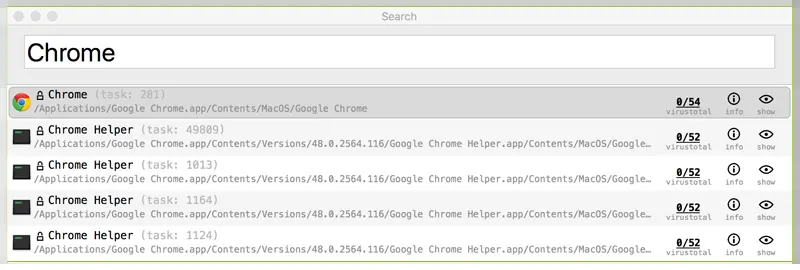 Search
Chrome
Chrome (task: 281)
/Applications/Google Chrome.app/Contents/MacOS/Google Chrome
0/54
virustotal
info
show
Chrome Helper (task: 49809)
/Applications/Google Chrome.app/Contents/Versions/48.0.2564.116/Google Chrome Helper.app/Contents/MacOS/Google…
0/52
virustotal
info
show
Chrome Helper (task: 1013)
/Applications/Google Chrome.app/Contents/Versions/48.0.2564.116/Google Chrome Helper.app/Contents/MacOS/Google…
0/52
virustotal
info
show
Chrome Helper (task: 1164)
/Applications/Google Chrome.app/Contents/Versions/48.0.2564.116/Google Chrome Helper.app/Contents/MacOS/Google…
0/52
virustotal
info
show
Chrome Helper (task: 1124)
/Applications/Google Chrome.app/Contents/Versions/48.0.2564.116/Google Chrome Helper.app/Contents/MacOS/Google…
0/52
virustotal
info
show